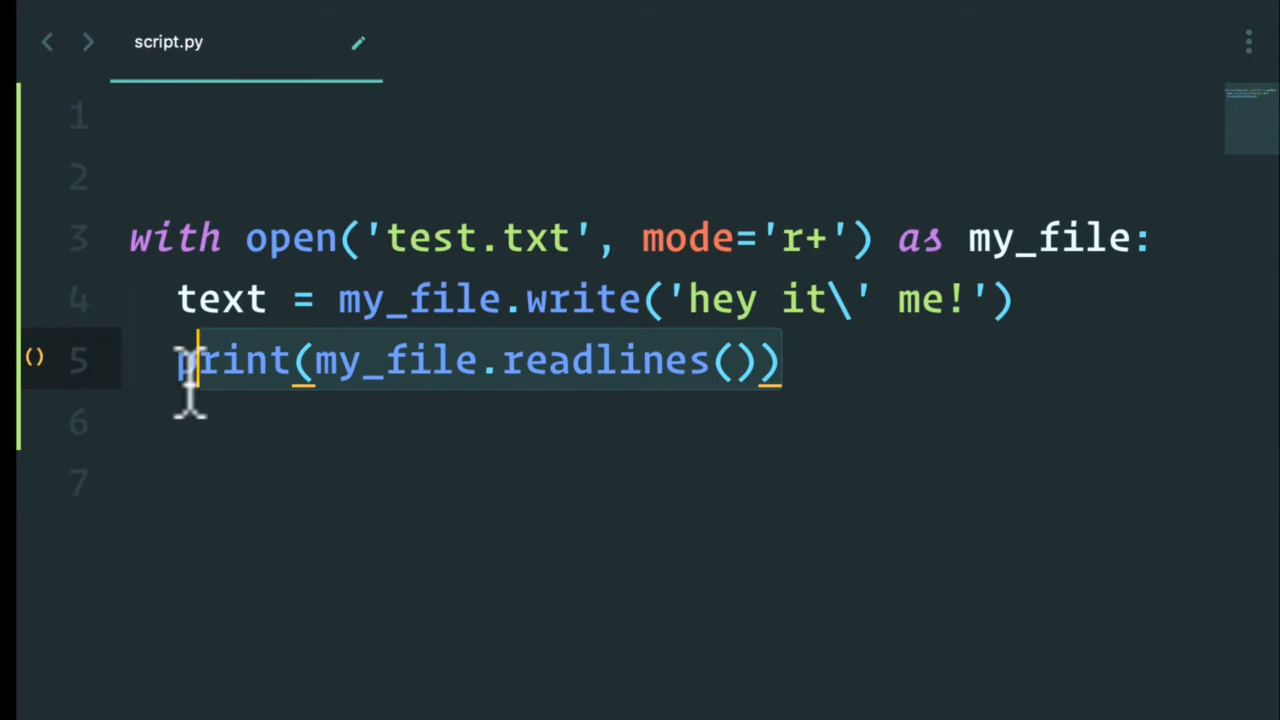 script.py
1
2
3 with open('test.txt', mode='r+') as my_file:
4 text = my_file.write('hey it\' me!')
() 5 print(my_file.readlines())
6
7